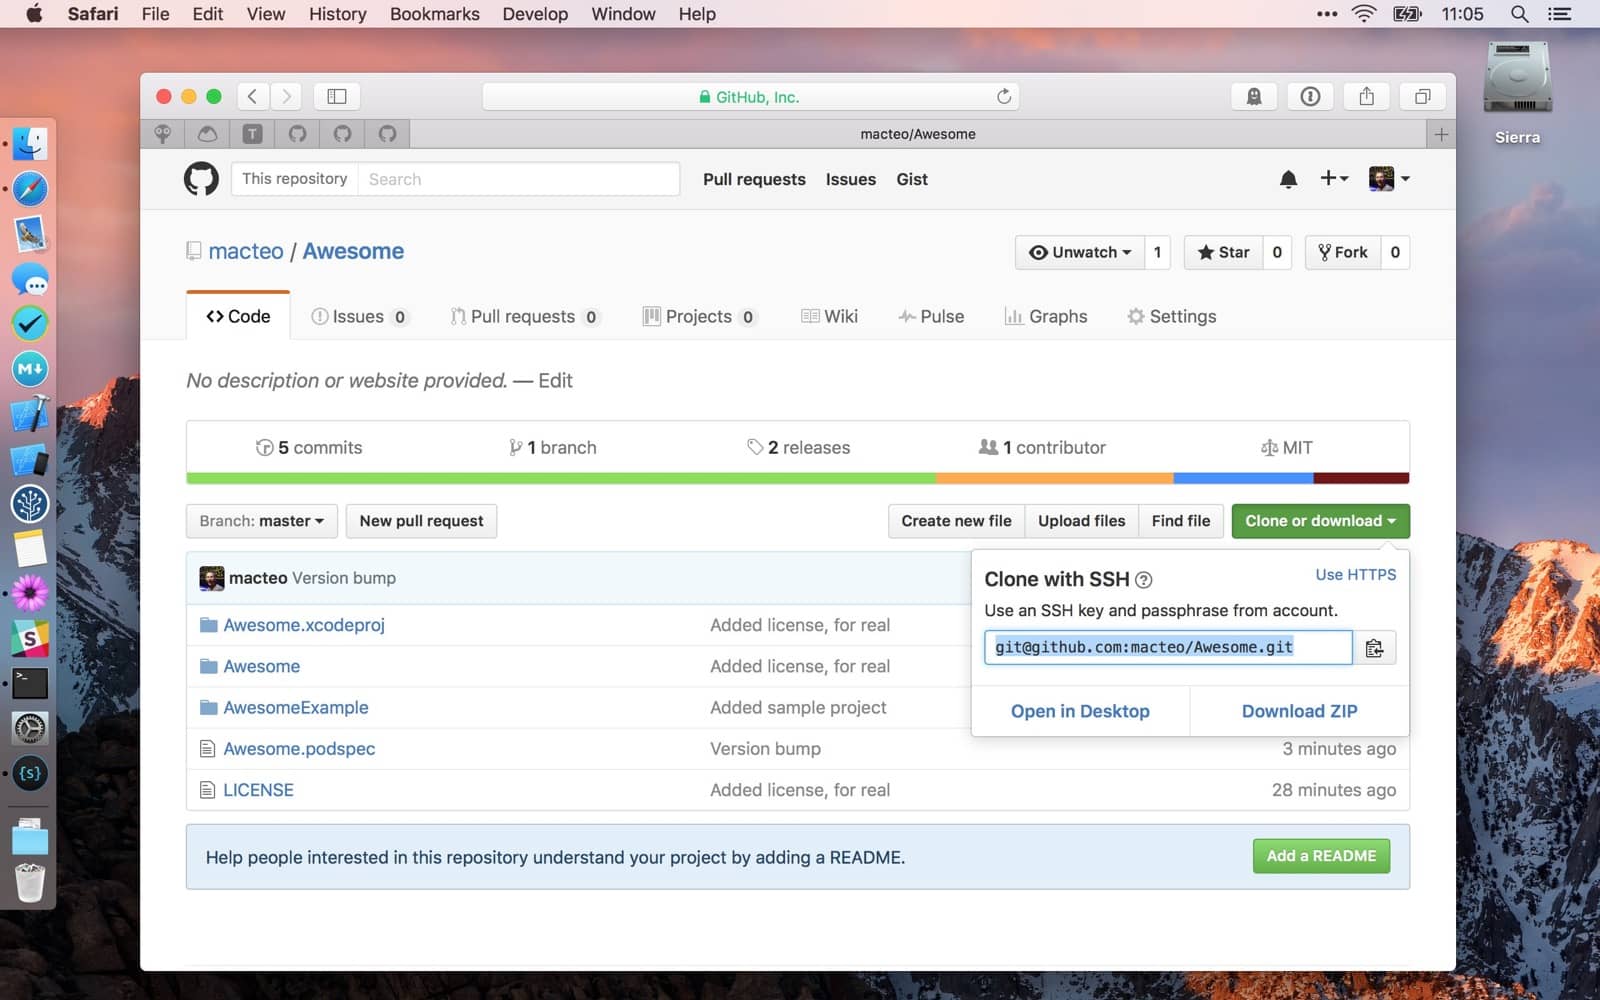 Safari File Edit View History Bookmarks Develop Window Help 11:05
Sierra
GitHub, Inc.
T
macteo/Awesome
This repository Search Pull requests Issues Gist
macteo / Awesome
Unwatch 1 Star 0 Fork 0
Code Issues 0 Pull requests 0 Projects 0 Wiki Pulse Graphs Settings
No description or website provided. — Edit
5 commits 1 branch 2 releases 1 contributor MIT
Branch: master New pull request Create new file Upload files Find file Clone or download
macteo Version bump
Clone with SSH Use HTTPS
Use an SSH key and passphrase from account.
git@github.com:macteo/Awesome.git
Open in Desktop Download ZIP
Awesome.xcodeproj Added license, for real
Awesome Added license, for real
AwesomeExample Added sample project
Awesome.podspec Version bump 3 minutes ago
LICENSE Added license, for real 28 minutes ago
Help people interested in this repository understand your project by adding a README. Add a README
M
S
>_
{s}